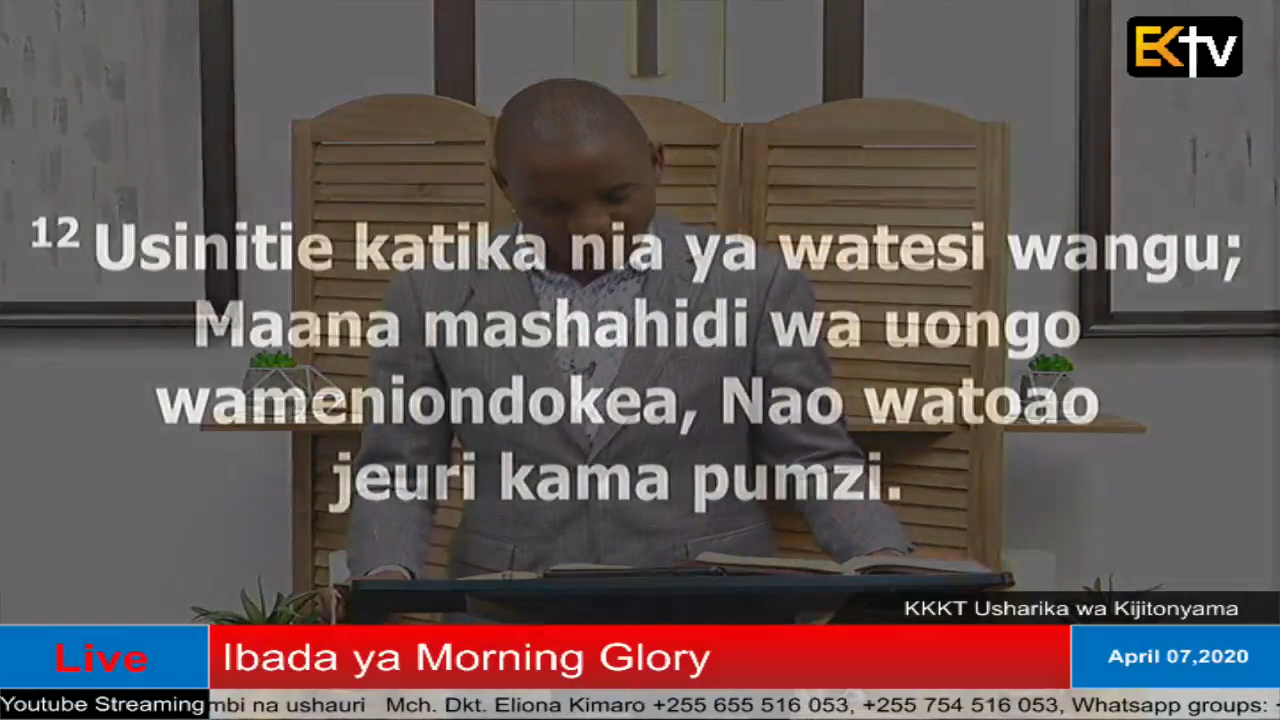 EKTV
12 Usinitie katika nia ya watesi wangu;
Maana mashahidi wa uongo
wameniondokea, Nao watoao
jeuri kama pumzi.
KKKT Usharika wa Kijitonyama
Live
Ibada ya Morning Glory
April 07,2020
Youtube Streaming
mbi na ushauri Mch. Dkt. Eliona Kimaro +255 655 516 053, +255 754 516 053, Whatsapp groups: